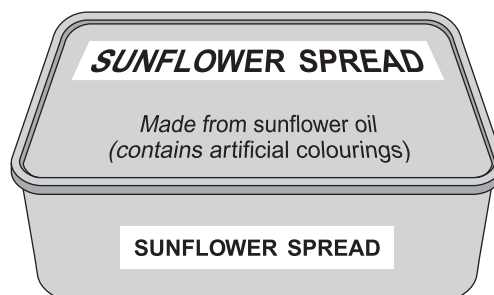 SUNFLOWER SPREAD
Made from sunflower oil
(contains artificial colourings)
SUNFLOWER SPREAD